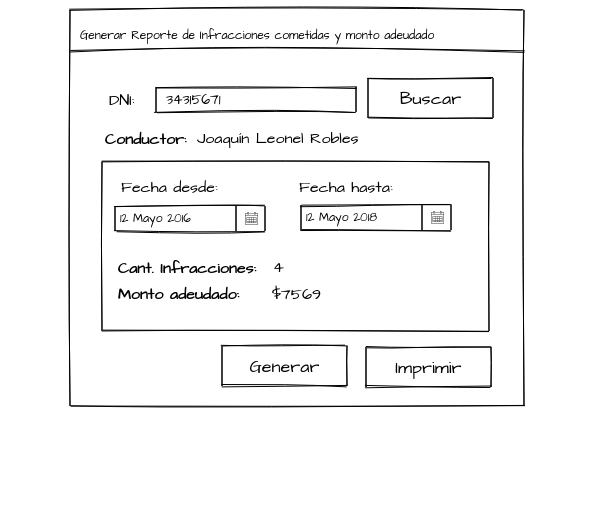 Generar Reporte de Infracciones cometidas y monto adeudado
DNI: 34315671 Buscar
Conductor: Joaquín Leonel Robles
Fecha desde: Fecha hasta:
12 Mayo 2016 12 Mayo 2018
Cant. Infracciones: 4
Monto adeudado: $7569
Generar Imprimir